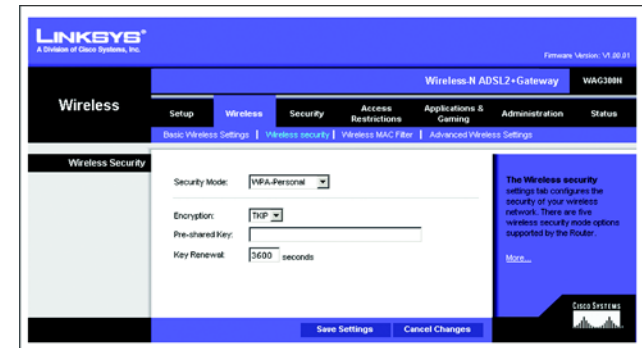 LINKSYS®
A Division of Cisco Systems, Inc.
Firmware Version: V1.00.01
Wireless-N ADSL2+Gateway WAG300N
Wireless
Setup Wireless Security Access Restrictions Applications & Gaming Administration Status
Basic Wireless Settings | Wireless security | Wireless MAC Filter | Advanced Wireless Settings
Wireless Security
Security Mode: WPA-Personal
Encryption: TKIP
Pre-shared Key:
Key Renewal: 3600 seconds
The Wireless security
settings tab configures the
security of your wireless
network. There are
five
wireless security mode options
supported by the Router.
More...
CISCO SYSTEMS
Save Settings Cancel Changes